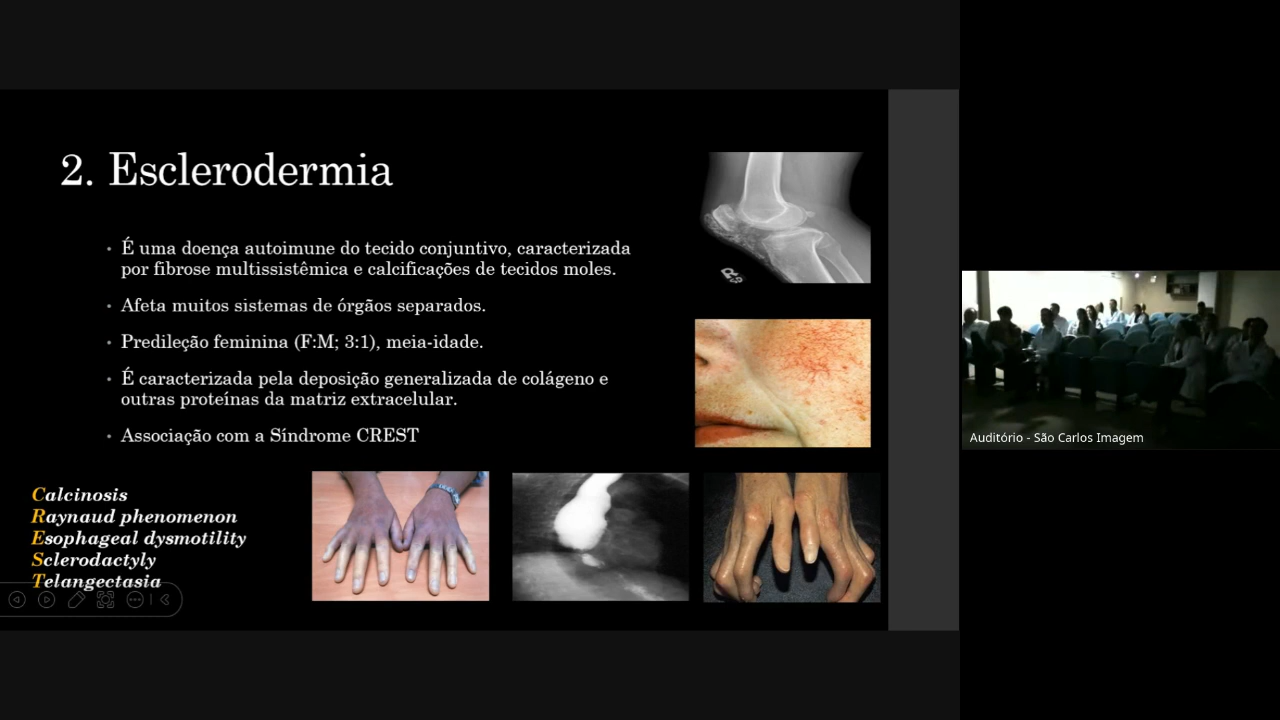 2. Esclerodermia
• É uma doença autoimune do tecido conjuntivo, caracterizada
por fibrose multissistêmica e calcificações de tecidos moles.
• Afeta muitos sistemas de órgãos separados.
• Predileção feminina (F:M; 3:1), meia-idade.
• É caracterizada pela deposição generalizada de colágeno e
outras proteínas da matriz extracelular.
• Associação com a Síndrome CREST
Calcinosis
Raynaud phenomenon
Esophageal dysmotility
Sclerodactyly
Telangectasia
Auditório - São Carlos Imagem